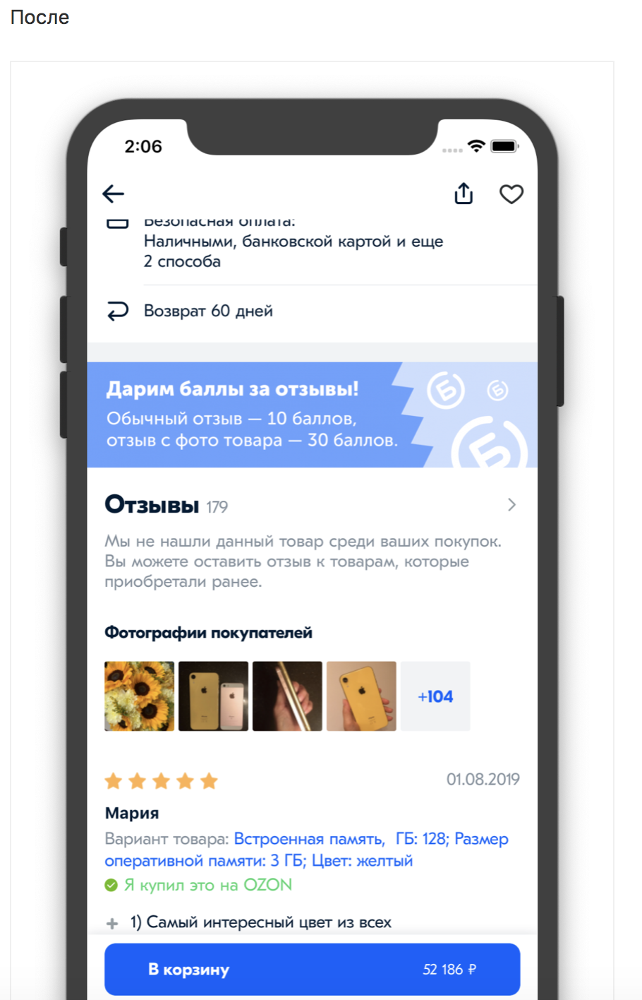 После
2:06
Безопасная оплата:
Наличными, банковской картой и еще
2 способа
Возврат 60 дней
Дарим баллы за отзывы!
Обычный отзыв — 10 баллов,
отзыв с фото товара — 30 баллов.
Б
Б
Б
Отзывы 179
Мы не нашли данный товар среди ваших покупок.
Вы можете оставить отзыв к товарам, которые
приобретали ранее.
Фотографии покупателей
+104
01.08.2019
Мария
Вариант товара: Встроенная память, ГБ: 128; Размер
оперативной памяти: 3 ГБ; Цвет: желтый
Я купил это на OZON
+ 1) Самый интересный цвет из всех
В корзину 52 186 ₽